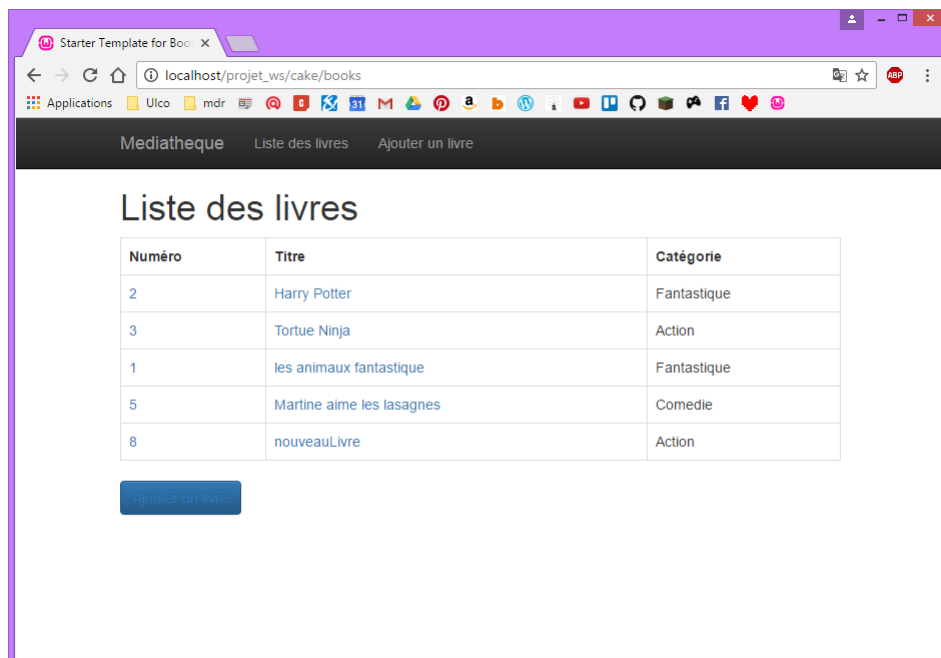 Starter Template for Boo
localhost/projet_ws/cake/books
ABP
Applications Ulco mdr 31
Mediatheque Liste des livres Ajouter un livre
Liste des livres
Numéro Titre Catégorie
2 Harry Potter Fantastique
3 Tortue Ninja Action
1 les animaux fantastique Fantastique
5 Martine aime les lasagnes Comedie
8 nouveauLivre Action
Ajouter un livre